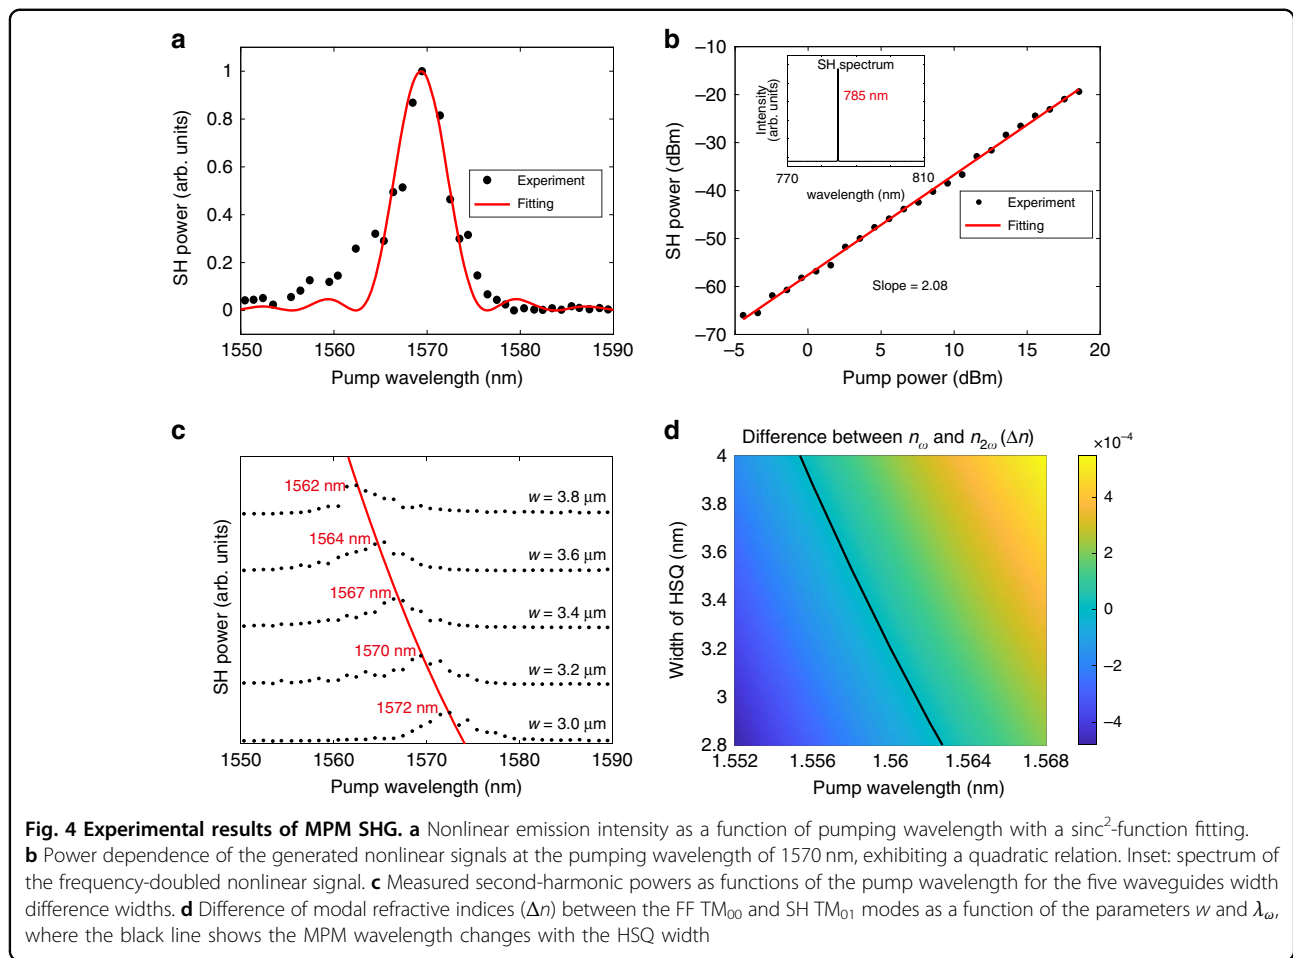 a
SH power (arb. units)
1
0.8
0.6
0.4
0.2
0
1550
1560
1570
1580
1590
Pump wavelength (nm)
Experiment
Fitting
b
SH power (dBm)
−10
−20
−30
−40
−50
−60
−70
−5
0
5
10
15
20
Pump power (dBm)
SH spectrum
785 nm
Intensity
(arb. units)
770
810
wavelength (nm)
Experiment
Fitting
Slope = 2.08
c
SH power (arb. units)
1562 nm
w = 3.8 μm
1564 nm
w = 3.6 μm
1567 nm
w = 3.4 μm
1570 nm
w = 3.2 μm
1572 nm
w = 3.0 μm
1550
1560
1570
1580
1590
Pump wavelength (nm)
d
Difference between nω and n2ω (Δn)
×10⁻⁴
Width of HSQ (nm)
4
3.8
3.6
3.4
3.2
3
2.8
1.552
1.556
1.56
1.564
1.568
Pump wavelength (nm)
4
2
0
−2
−4
Fig. 4 Experimental results of MPM SHG. a Nonlinear emission intensity as a function of pumping wavelength with a sinc²-function fitting.
b Power dependence of the generated nonlinear signals at the pumping wavelength of 1570 nm, exhibiting a quadratic relation. Inset: spectrum of
the frequency-doubled nonlinear signal. c Measured second-harmonic powers as functions of the pump wavelength for the five waveguides width
difference widths. d Difference of modal refractive indices (Δn) between the FF TM₀₀ and SH TM₀₁ modes as a function of the parameters w and λω,
where the black line shows the MPM wavelength changes with the HSQ width